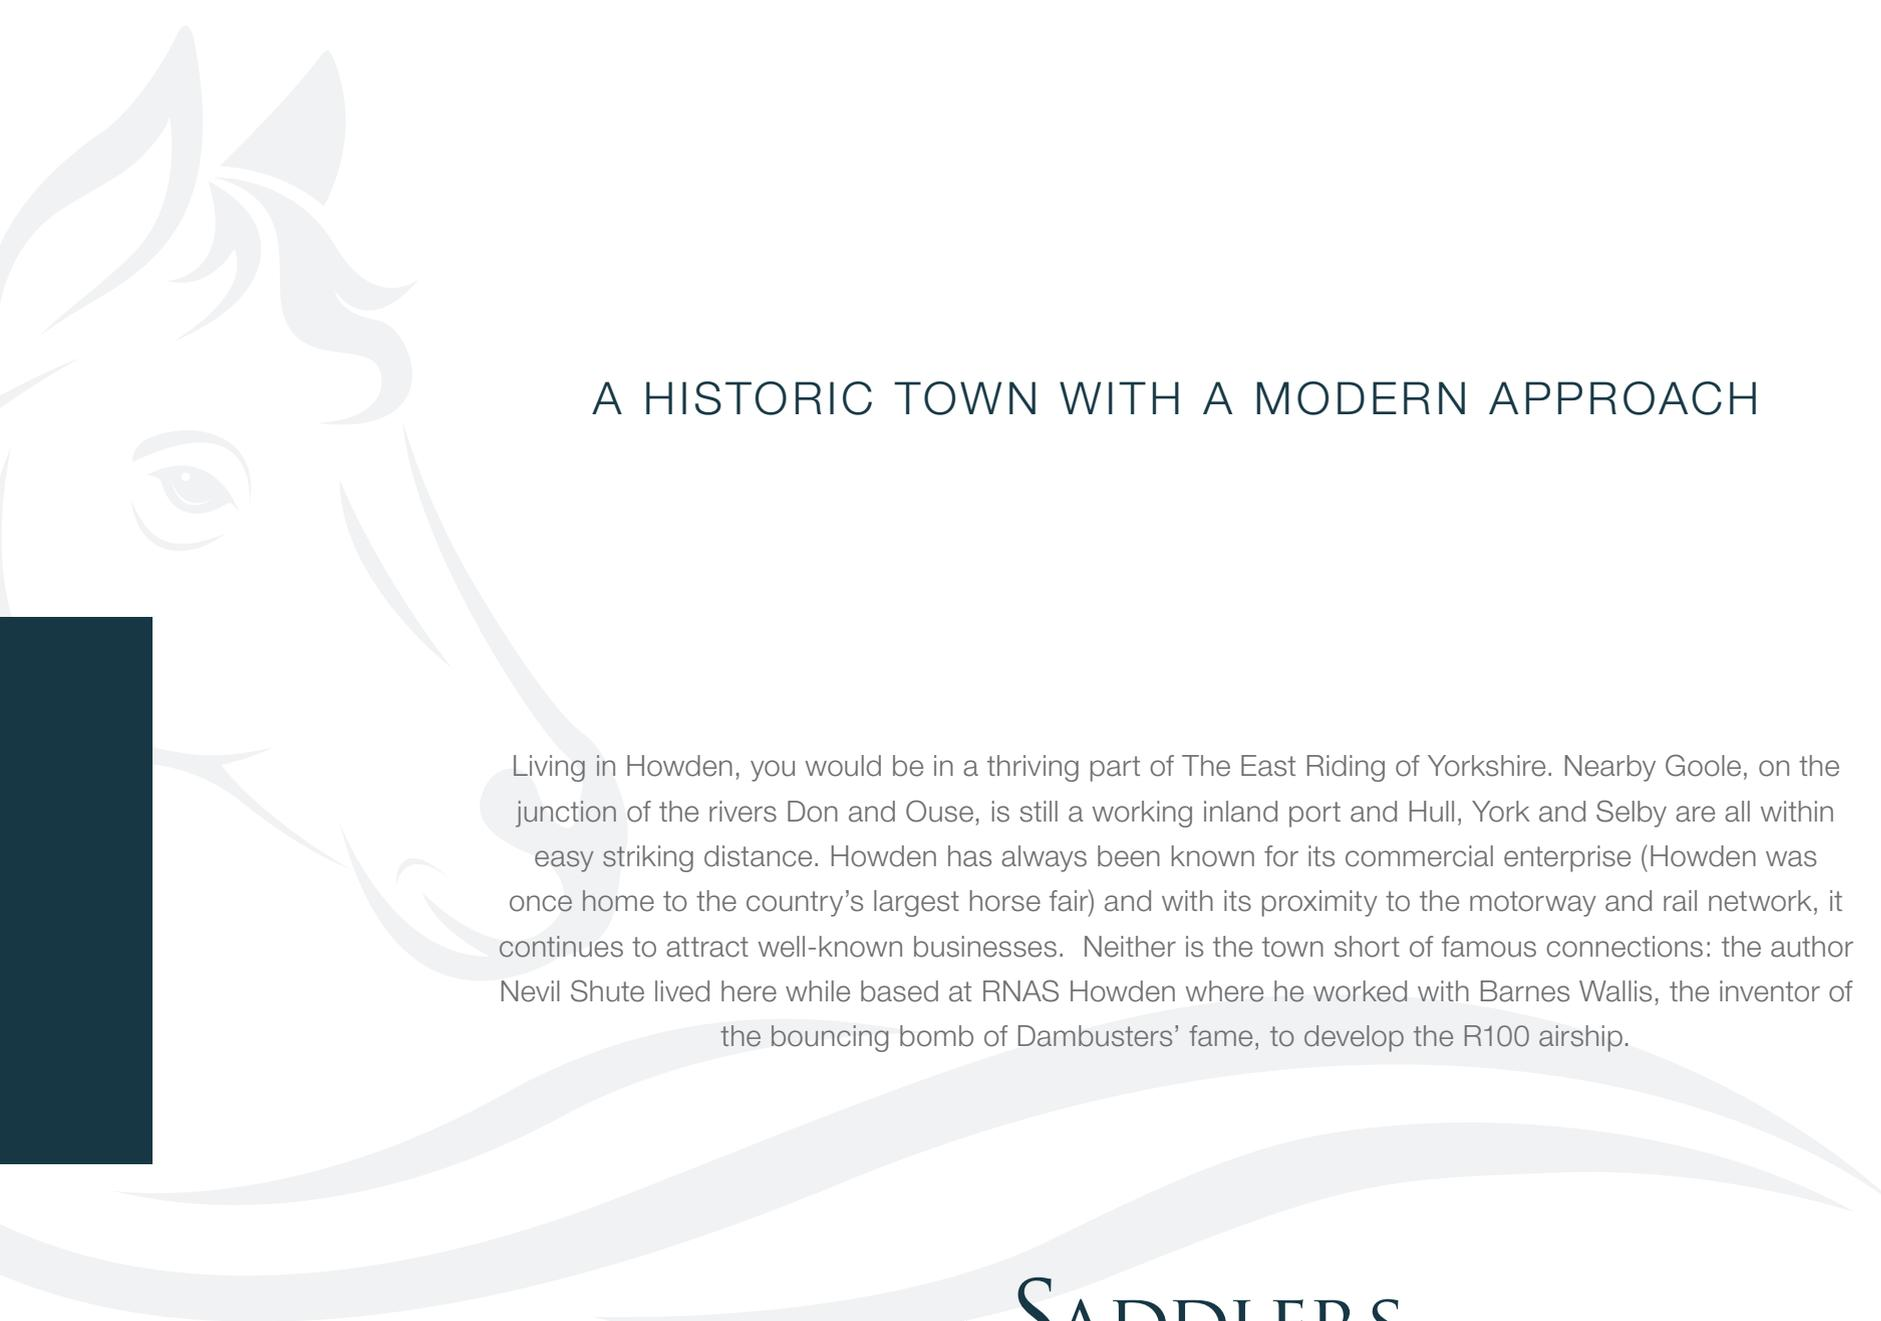 A HISTORIC TOWN WITH A MODERN APPROACH
Living in Howden, you would be in a thriving part of The East Riding of Yorkshire. Nearby Goole, on the
junction of the rivers Don and Ouse, is still a working inland port and Hull, York and Selby are all within
easy striking distance. Howden has always been known for its commercial enterprise (Howden was
once home to the country’s largest horse fair) and with its proximity to the motorway and rail network, it
continues to attract well-known businesses.  Neither is the town short of famous connections: the author
Nevil Shute lived here while based at RNAS Howden where he worked with Barnes Wallis, the inventor of
the bouncing bomb of Dambusters’ fame, to develop the R100 airship.
SADDLERS